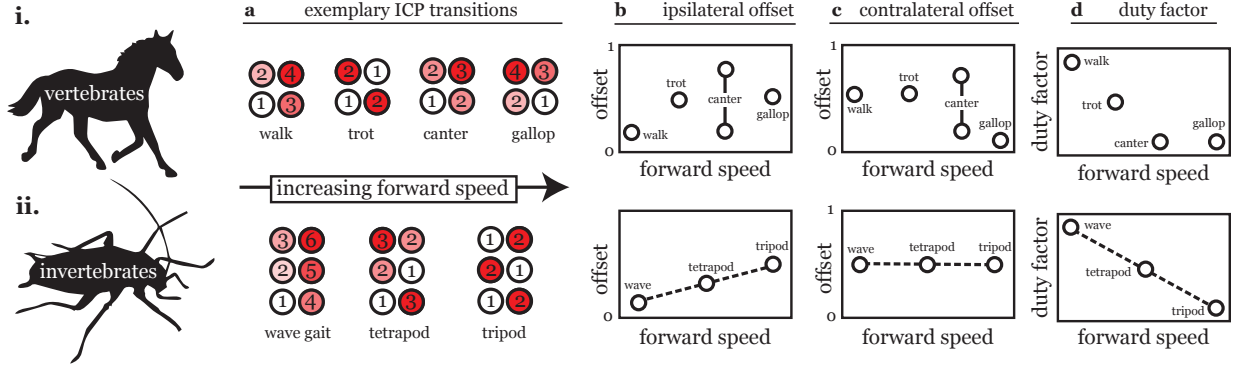 i.
vertebrates
a exemplary ICP transitions
2 4 2 1 2 3 4 3
1 3 1 2 1 2 2 1
walk trot canter gallop
b ipsilateral offset
1
offset
0
walk
trot
canter
gallop
forward speed
c contralateral offset
1
offset
0
walk
trot
canter
gallop
forward speed
d duty factor
duty factor
walk
trot
canter
gallop
forward speed
increasing forward speed
ii.
invertebrates
3 6 3 2 1 2
2 5 2 1 2 1
1 4 1 3 1 2
wave gait tetrapod tripod
1
offset
0
wave
tetrapod
tripod
forward speed
1
offset
0
wave
tetrapod
tripod
forward speed
duty factor
wave
tetrapod
tripod
forward speed